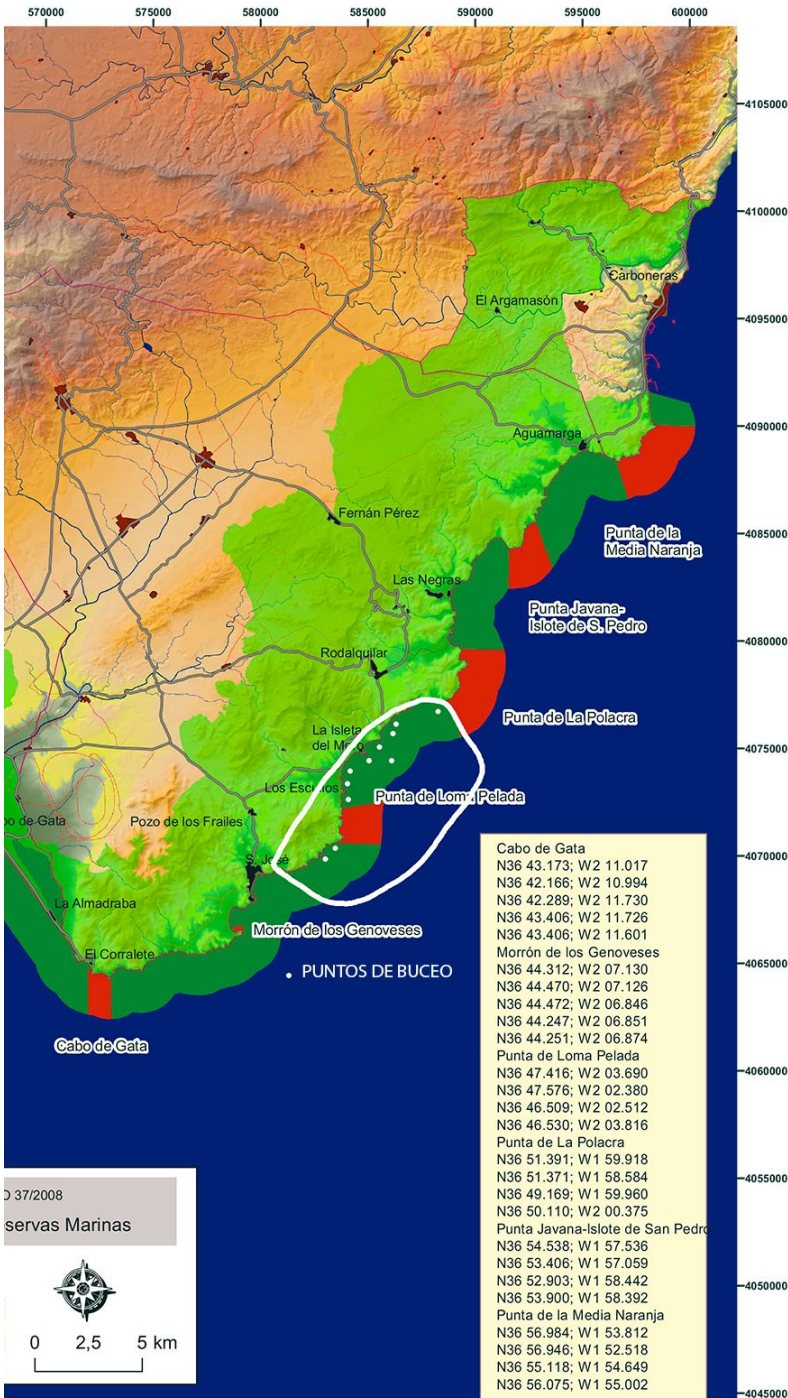 570000 575000 580000 585000 590000 595000 600000
4105000
4100000
Carboneras
El Argamasón
4095000
4090000
Aguamarga
Fernán Pérez
Punta de la
Media Naranja
4085000
Las Negras
Punta Javana-
Islote de S. Pedro
4080000
Rodalquilar
Punta de La Polacra
La Isleta
del Moro
4075000
Los Escullos
Punta de Loma Pelada
Pozo de los Frailes
bo de Gata
4070000
S. José
La Almadraba
Morrón de los Genoveses
El Corralete
PUNTOS DE BUCEO
4065000
Cabo de Gata
4060000
4055000
4050000
4045000
Cabo de Gata
N36 43.173; W2 11.017
N36 42.166; W2 10.994
N36 42.289; W2 11.730
N36 43.406; W2 11.726
N36 43.406; W2 11.601
Morrón de los Genoveses
N36 44.312; W2 07.130
N36 44.470; W2 07.126
N36 44.472; W2 06.846
N36 44.247; W2 06.851
N36 44.251; W2 06.874
Punta de Loma Pelada
N36 47.416; W2 03.690
N36 47.576; W2 02.380
N36 46.509; W2 02.512
N36 46.530; W2 03.816
Punta de La Polacra
N36 51.391; W1 59.918
N36 51.371; W1 58.584
N36 49.169; W1 59.960
N36 50.110; W2 00.375
Punta Javana-Islote de San Pedro
N36 54.538; W1 57.536
N36 53.406; W1 57.059
N36 52.903; W1 58.442
N36 53.900; W1 58.392
Punta de la Media Naranja
N36 56.984; W1 53.812
N36 56.946; W1 52.518
N36 55.118; W1 54.649
N36 56.075; W1 55.002
D 37/2008
servas Marinas
0 2,5 5 km